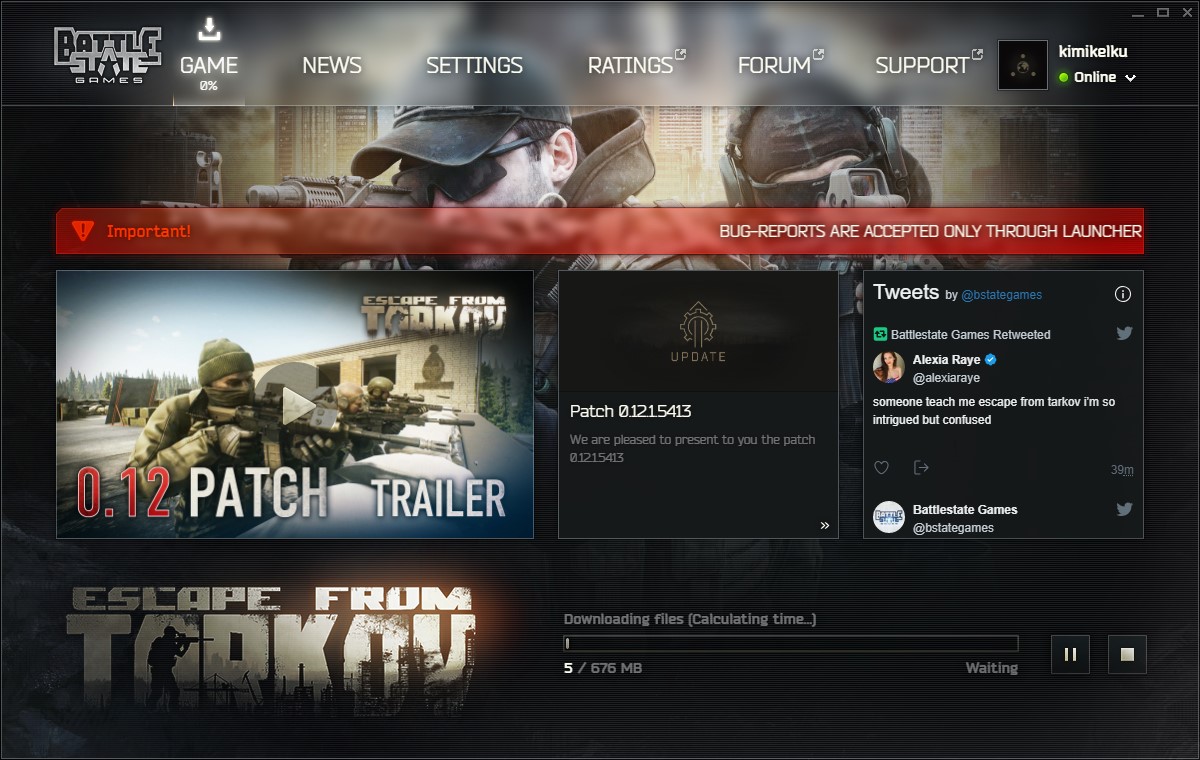 BATTLE
STATE
GAMES
GAME
0%
NEWS
SETTINGS
RATINGS
FORUM
SUPPORT
kimikelku
Online
Important!
BUG-REPORTS ARE ACCEPTED ONLY THROUGH LAUNCHER
ESCAPE FROM
TARKOV
0.12 PATCH TRAILER
UPDATE
Patch 0.12.1.5413
We are pleased to present to you the patch
0.12.1.5413
»
Tweets by @bstategames
Battlestate Games Retweeted
Alexia Raye
@alexiaraye
someone teach me escape from tarkov i'm so
intrigued but confused
39m
Battlestate Games
@bstategames
ESCAPE FROM
TARKOV
Downloading files (Calculating time...)
5 / 676 MB
Waiting